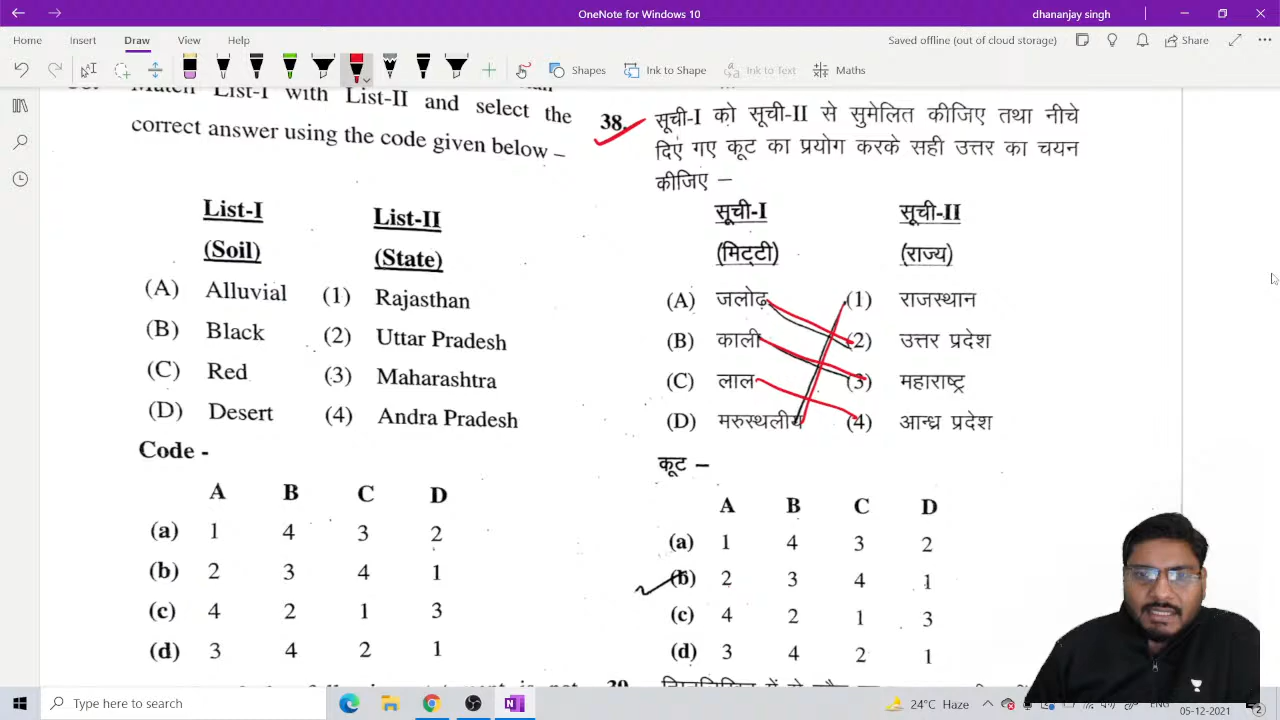 OneNote for Windows 10
dhananjay singh
Home Insert Draw View Help
Saved offline (out of cloud storage)
Share
Shapes
Ink to Shape
Ink to Text
Maths
Match List-I with List-II and select the
correct answer using the code given below –
List-I List-II
(Soil) (State)
(A) Alluvial (1) Rajasthan
(B) Black (2) Uttar Pradesh
(C) Red (3) Maharashtra
(D) Desert (4) Andra Pradesh
Code -
A B C D
(a) 1 4 3 2
(b) 2 3 4 1
(c) 4 2 1 3
(d) 3 4 2 1
38. सूची-I को सूची-II से सुमेलित कीजिए तथा नीचे
दिए गए कूट का प्रयोग करके सही उत्तर का चयन
कीजिए –
सूची-I सूची-II
(मिट्टी) (राज्य)
(A) जलोढ़ (1) राजस्थान
(B) काली (2) उत्तर प्रदेश
(C) लाल (3) महाराष्ट्र
(D) मरुस्थलीय (4) आन्ध्र प्रदेश
कूट –
A B C D
(a) 1 4 3 2
(b) 2 3 4 1
(c) 4 2 1 3
(d) 3 4 2 1
Type here to search
24°C Haze
05-12-2021